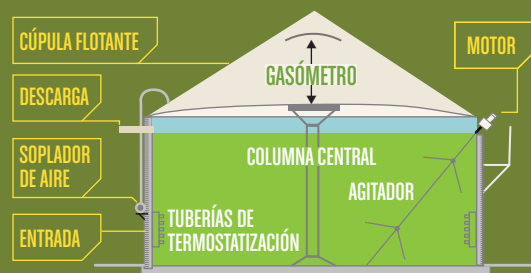 CÚPULA FLOTANTE
DESCARGA
SOPLADOR
DE AIRE
ENTRADA
GASÓMETRO
MOTOR
COLUMNA CENTRAL
AGITADOR
TUBERÍAS DE
TERMOSTATIZACIÓN